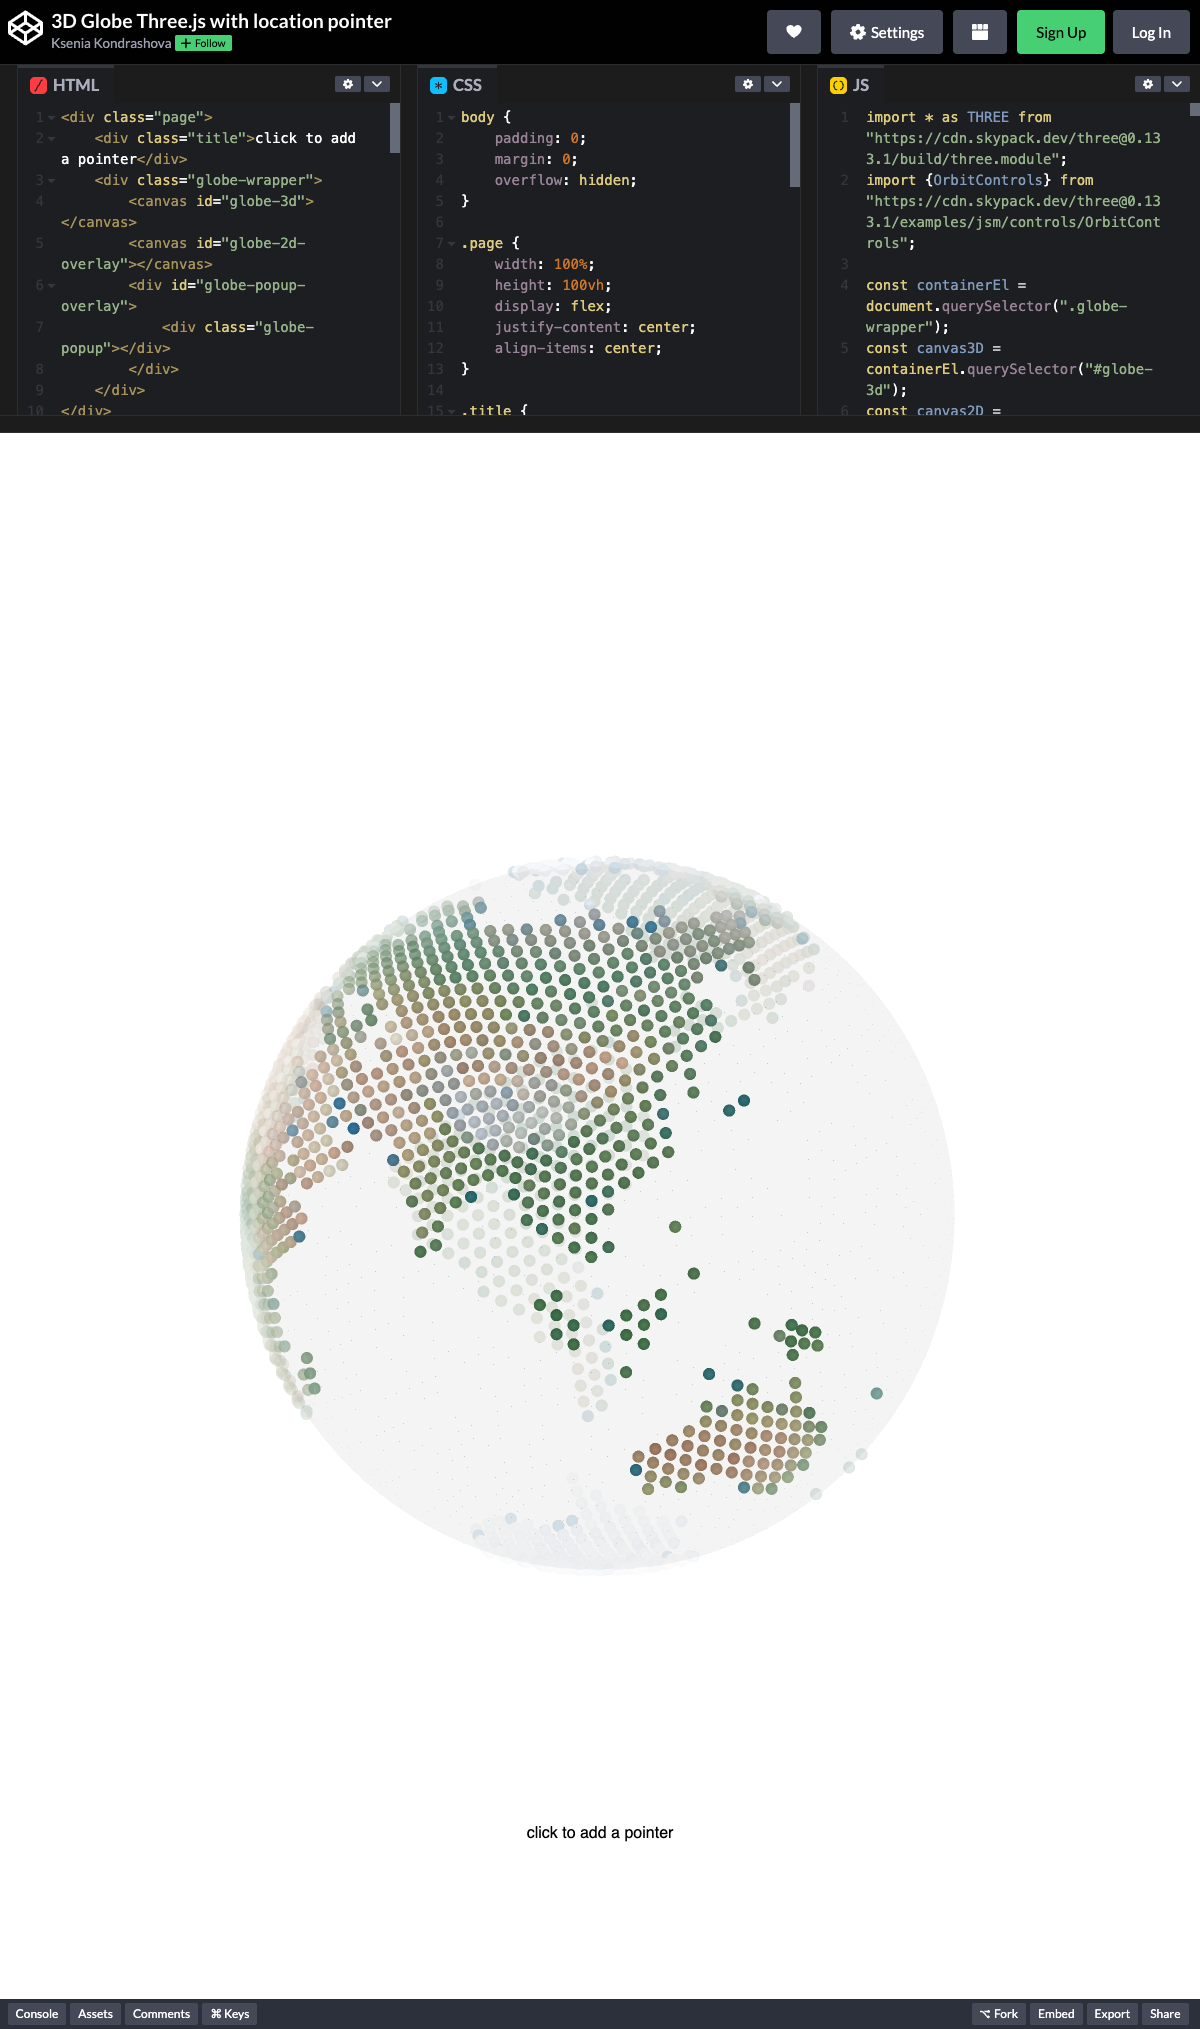 3D Globe Three.js with location pointer
Ksenia Kondrashova + Follow
Settings
Sign Up
Log In
HTML
1 <div class="page">
2 <div class="title">click to add
a pointer</div>
3 <div class="globe-wrapper">
4 <canvas id="globe-3d">
</canvas>
5 <canvas id="globe-2d-
overlay"></canvas>
6 <div id="globe-popup-
overlay">
7 <div class="globe-
popup"></div>
8 </div>
9 </div>
10 </div>
CSS
1 body {
2 padding: 0;
3 margin: 0;
4 overflow: hidden;
5 }
6
7 .page {
8 width: 100%;
9 height: 100vh;
10 display: flex;
11 justify-content: center;
12 align-items: center;
13 }
14
15 .title {
JS
1 import * as THREE from
"https://cdn.skypack.dev/three@0.13
3.1/build/three.module";
2 import {OrbitControls} from
"https://cdn.skypack.dev/three@0.13
3.1/examples/jsm/controls/OrbitCont
rols";
3
4 const containerEl =
document.querySelector(".globe-
wrapper");
5 const canvas3D =
containerEl.querySelector("#globe-
3d");
6 const canvas2D =
click to add a pointer
Console
Assets
Comments
⌘ Keys
Fork
Embed
Export
Share